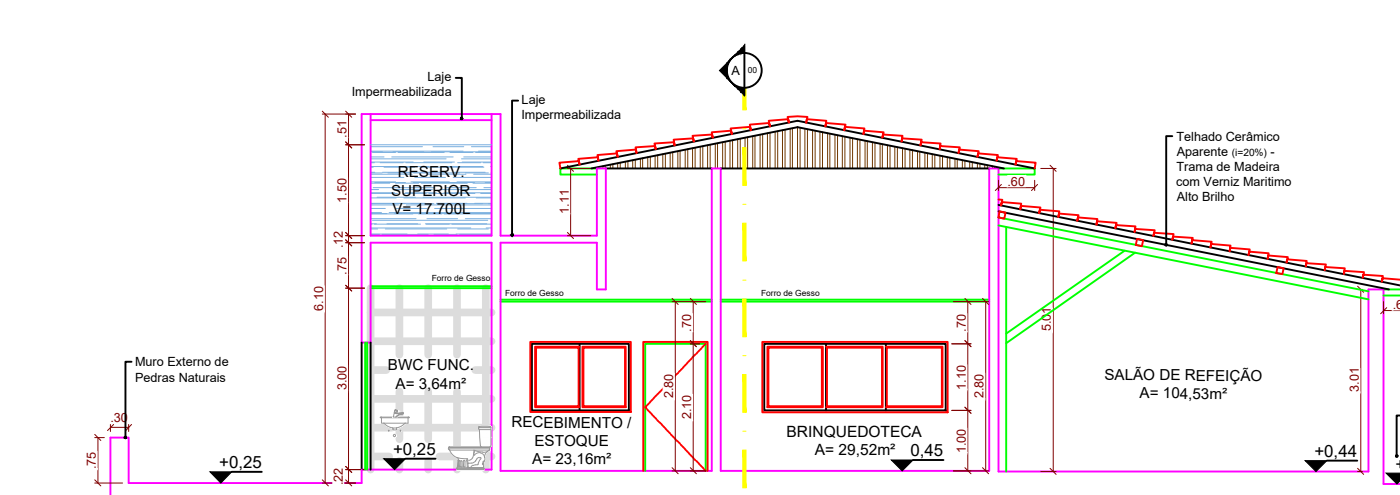 A 00
Laje
Impermeabilizada
Laje
Impermeabilizada
.51
1.50
.12
.75
6.10
3.00
.22
RESERV.
SUPERIOR
V= 17.700L
1.11
.60
Telhado Cerâmico
Aparente (i=20%) -
Trama de Madeira
com Verniz Maritimo
Alto Brilho
Forro de Gesso
Forro de Gesso
Forro de Gesso
.70
.70
5.01
Muro Externo de
Pedras Naturais
.30
.75
+0,25
BWC FUNC.
A= 3,64m²
+0,25
RECEBIMENTO /
ESTOQUE
A= 23,16m²
2.80
2.10
BRINQUEDOTECA
A= 29,52m²
0,45
1.10
2.80
1.00
SALÃO DE REFEIÇÃO
A= 104,53m²
3.01
+0,44